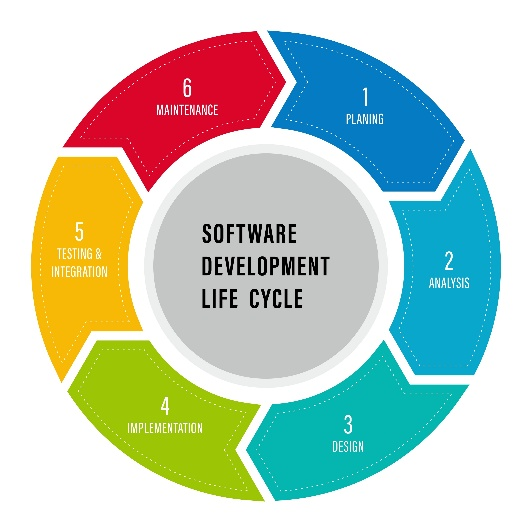 SOFTWARE
DEVELOPMENT
LIFE CYCLE
1
PLANING
2
ANALYSIS
3
DESIGN
4
IMPLEMENTATION
5
TESTING &
INTEGRATION
6
MAINTENANCE